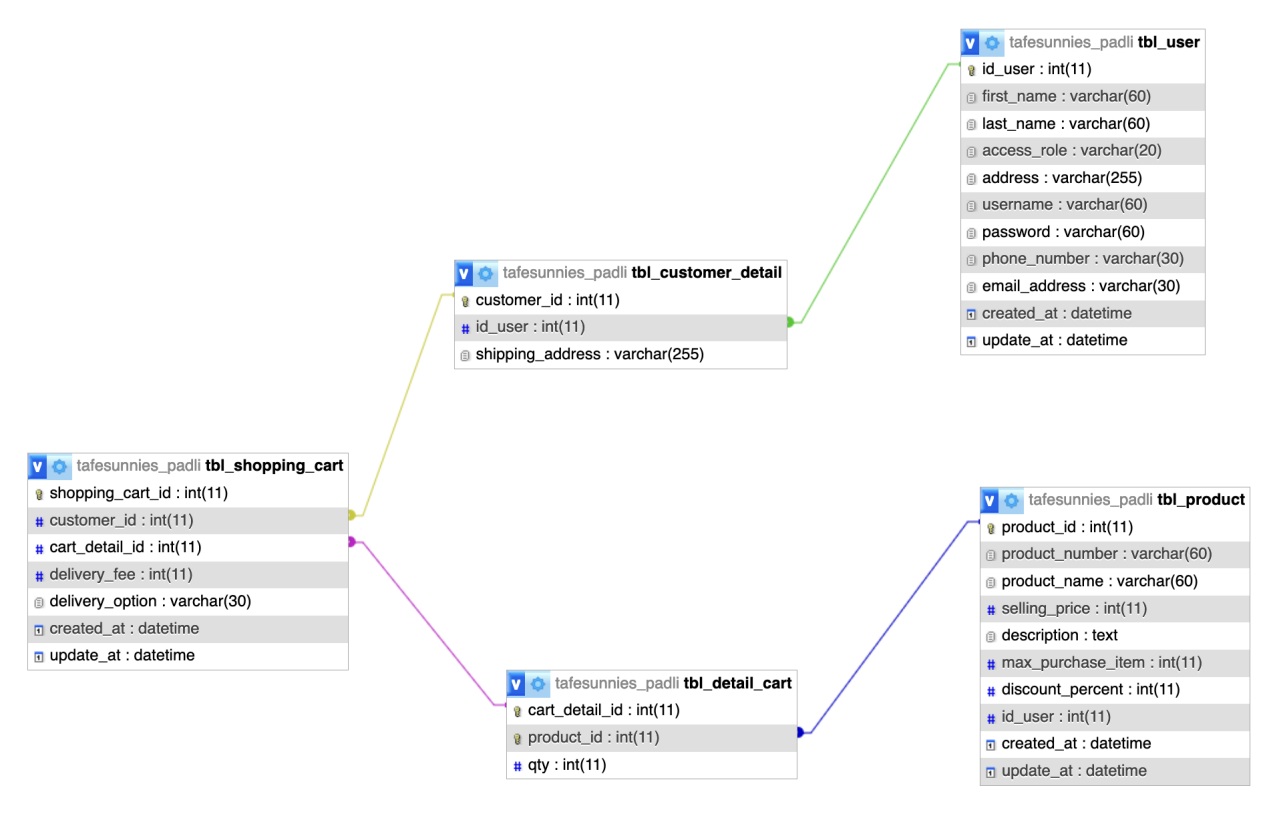 V tafesunnies_padli tbl_user
id_user : int(11)
first_name : varchar(60)
last_name : varchar(60)
access_role : varchar(20)
address : varchar(255)
username : varchar(60)
password : varchar(60)
phone_number : varchar(30)
email_address : varchar(30)
created_at : datetime
update_at : datetime
V tafesunnies_padli tbl_customer_detail
customer_id : int(11)
# id_user : int(11)
shipping_address : varchar(255)
V tafesunnies_padli tbl_shopping_cart
shopping_cart_id : int(11)
# customer_id : int(11)
# cart_detail_id : int(11)
# delivery_fee : int(11)
delivery_option : varchar(30)
created_at : datetime
update_at : datetime
V tafesunnies_padli tbl_product
product_id : int(11)
product_number : varchar(60)
product_name : varchar(60)
# selling_price : int(11)
description : text
# max_purchase_item : int(11)
# discount_percent : int(11)
# id_user : int(11)
created_at : datetime
update_at : datetime
V tafesunnies_padli tbl_detail_cart
cart_detail_id : int(11)
product_id : int(11)
# qty : int(11)